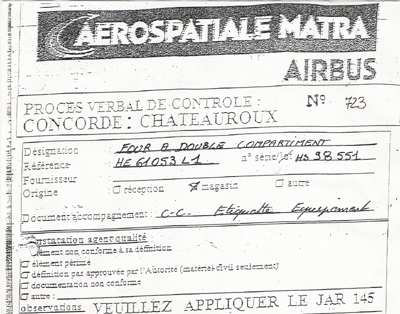 AEROSPATIALE MATRA
AIRBUS
PROCES VERBAL DE CONTROLE : N° 723
CONCORDE: CHATEAUROUX
Désignation : FOUR A DOUBLE COMPARTIMENT
Référence : HE 61053 L1 n° série/lot HS 98 551
Fournisseur
Origine : réception magasin autre
Document accompagnement : C-C. Etiquette Equipement
Constatation agent qualité
élément non conforme à sa définition
élément périmé
définition pas approuvée par l'Autorité (matériel civil seulement)
documentation non conforme
autre :
observations VEUILLEZ APPLIQUER LE JAR 145